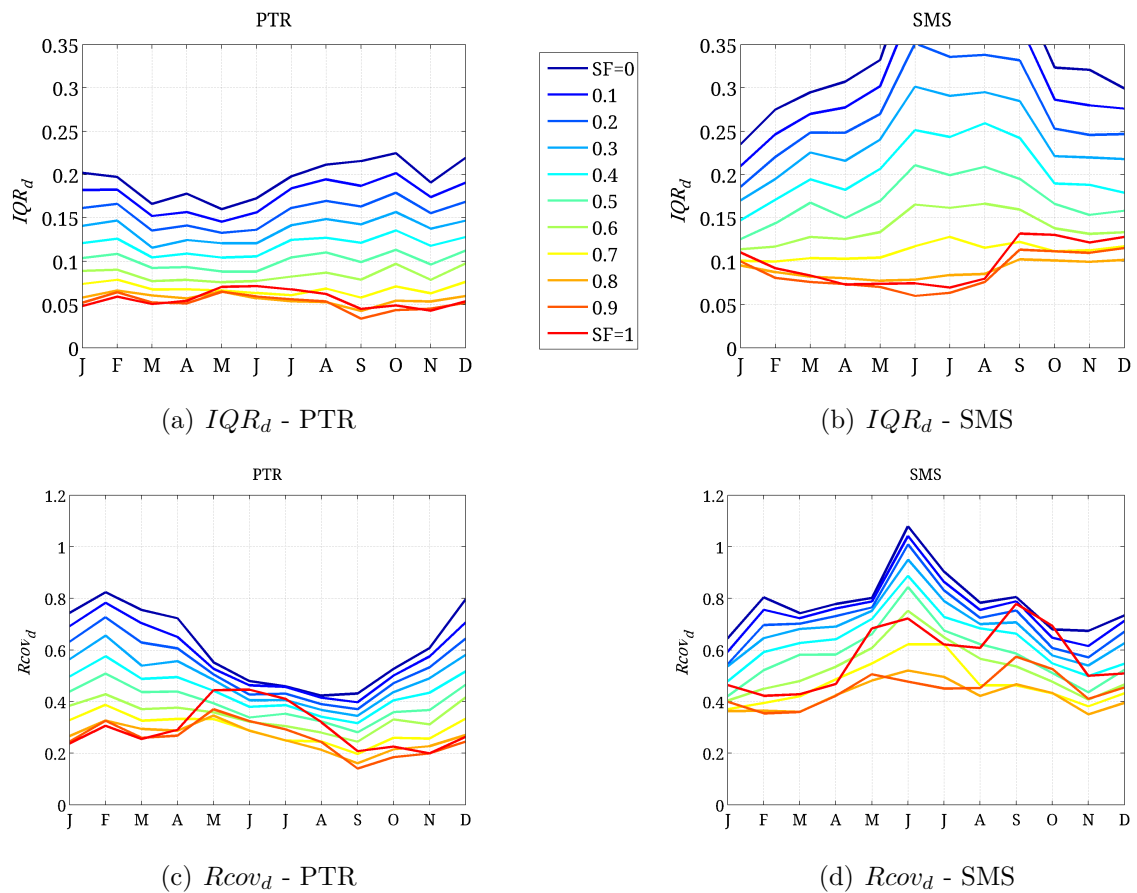 PTR
0.35
0.3
0.25
0.2
0.15
0.1
0.05
0
IQR_d
J F M A M J J A S O N D
(a) IQR_d - PTR
SF=0
0.1
0.2
0.3
0.4
0.5
0.6
0.7
0.8
0.9
SF=1
SMS
0.35
0.3
0.25
0.2
0.15
0.1
0.05
0
IQR_d
J F M A M J J A S O N D
(b) IQR_d - SMS
PTR
1.2
1
0.8
0.6
0.4
0.2
0
Rcov_d
J F M A M J J A S O N D
(c) Rcov_d - PTR
SMS
1.2
1
0.8
0.6
0.4
0.2
0
Rcov_d
J F M A M J J A S O N D
(d) Rcov_d - SMS